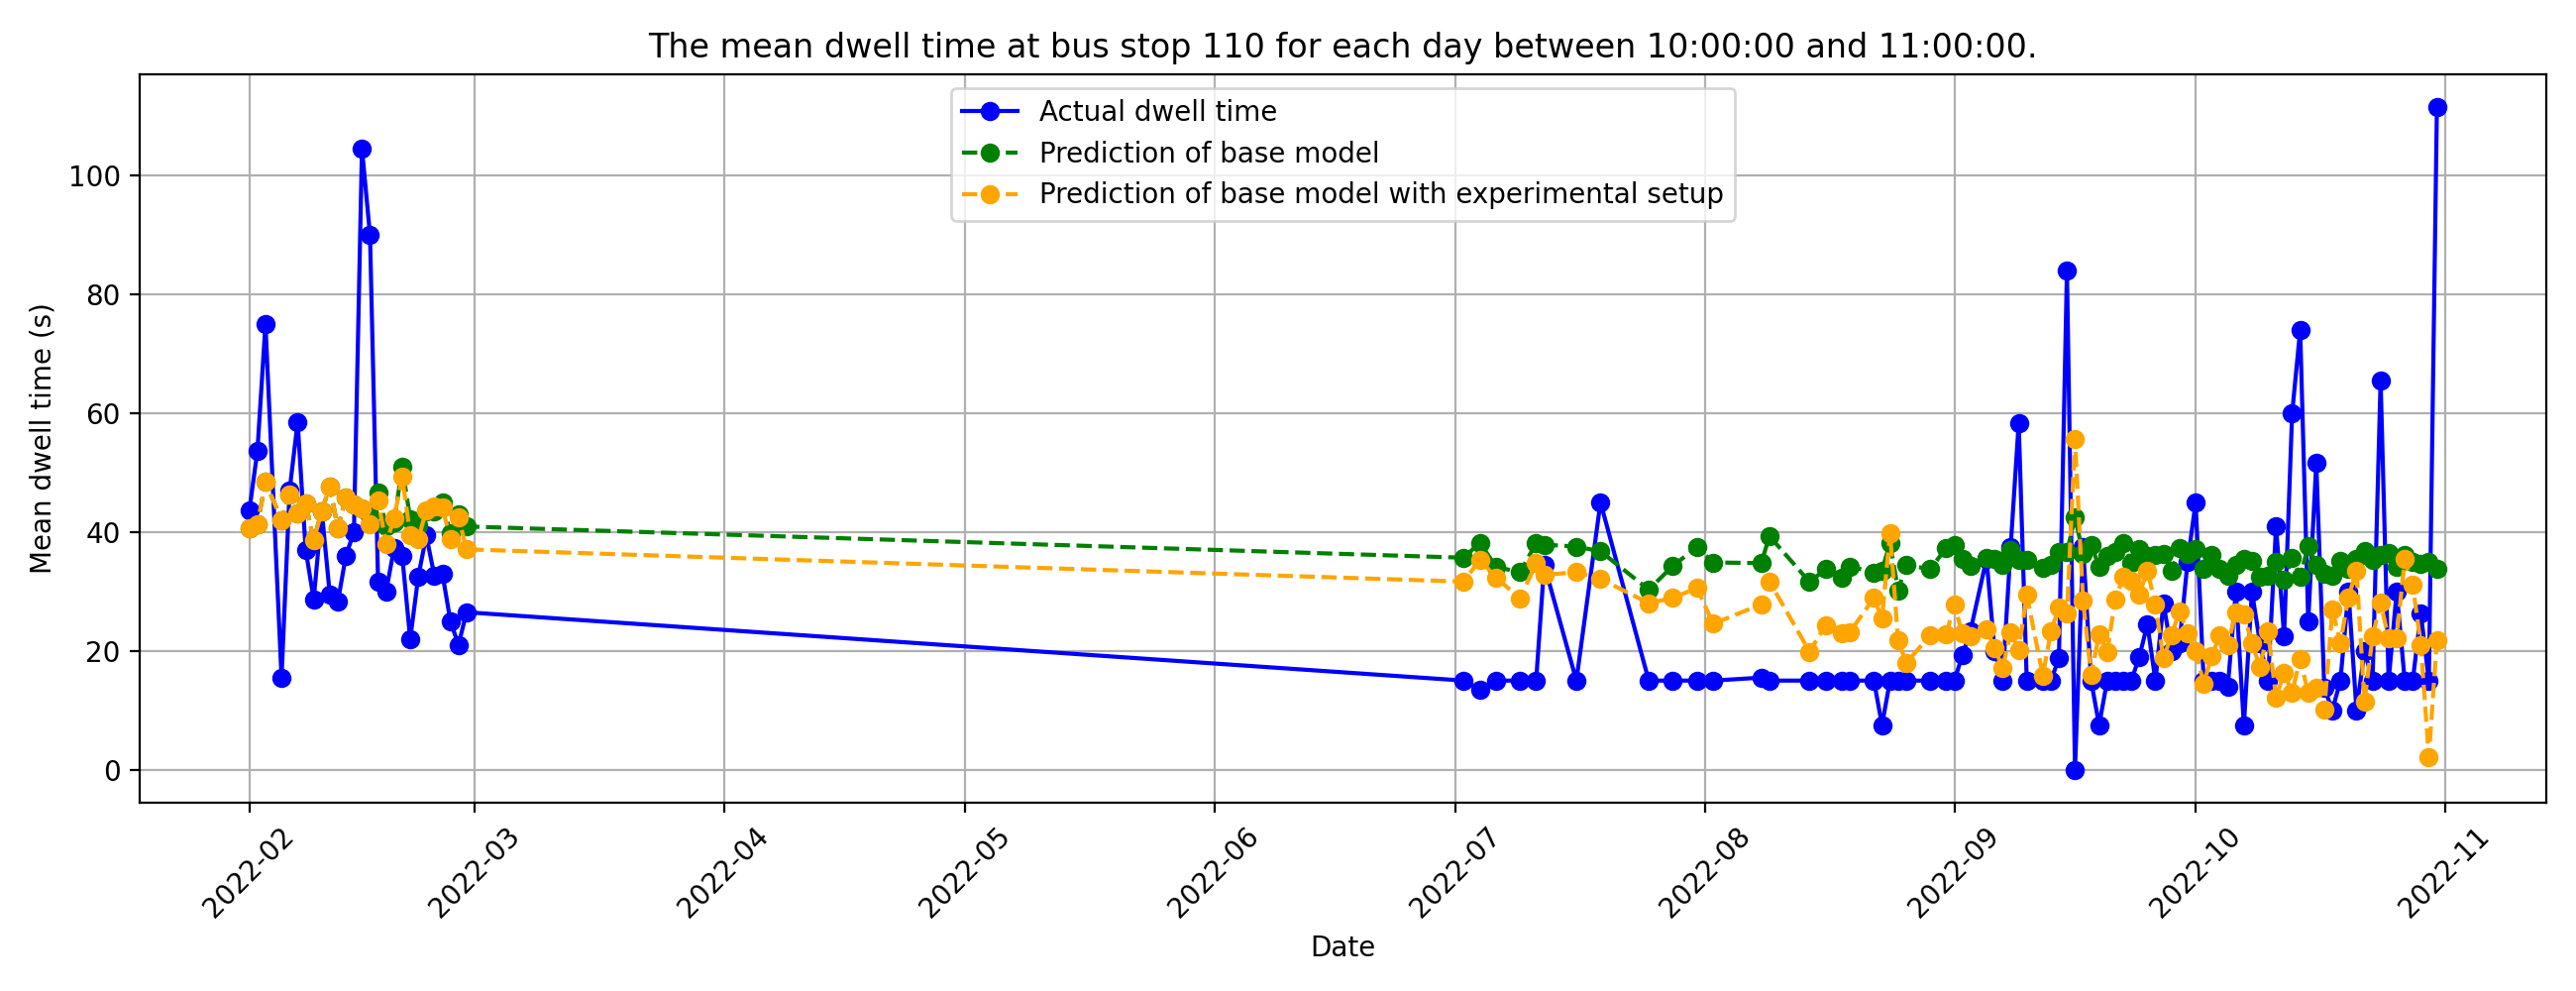 The mean dwell time at bus stop 110 for each day between 10:00:00 and 11:00:00.
Actual dwell time
Prediction of base model
Prediction of base model with experimental setup
Mean dwell time (s)
100
80
60
40
20
0
2022-02
2022-03
2022-04
2022-05
2022-06
2022-07
2022-08
2022-09
2022-10
2022-11
Date